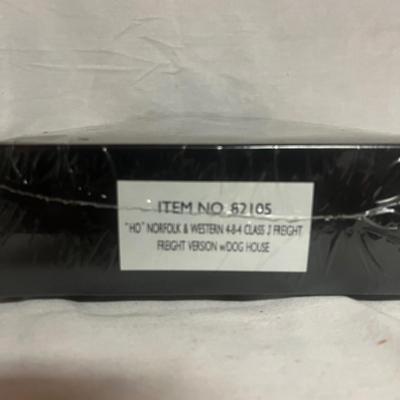 ITEM NO. 82105
"HO" NORFOLK & WESTERN 4-8-4 CLASS J FREIGHT
FREIGHT VERSION w/DOG HOUSE